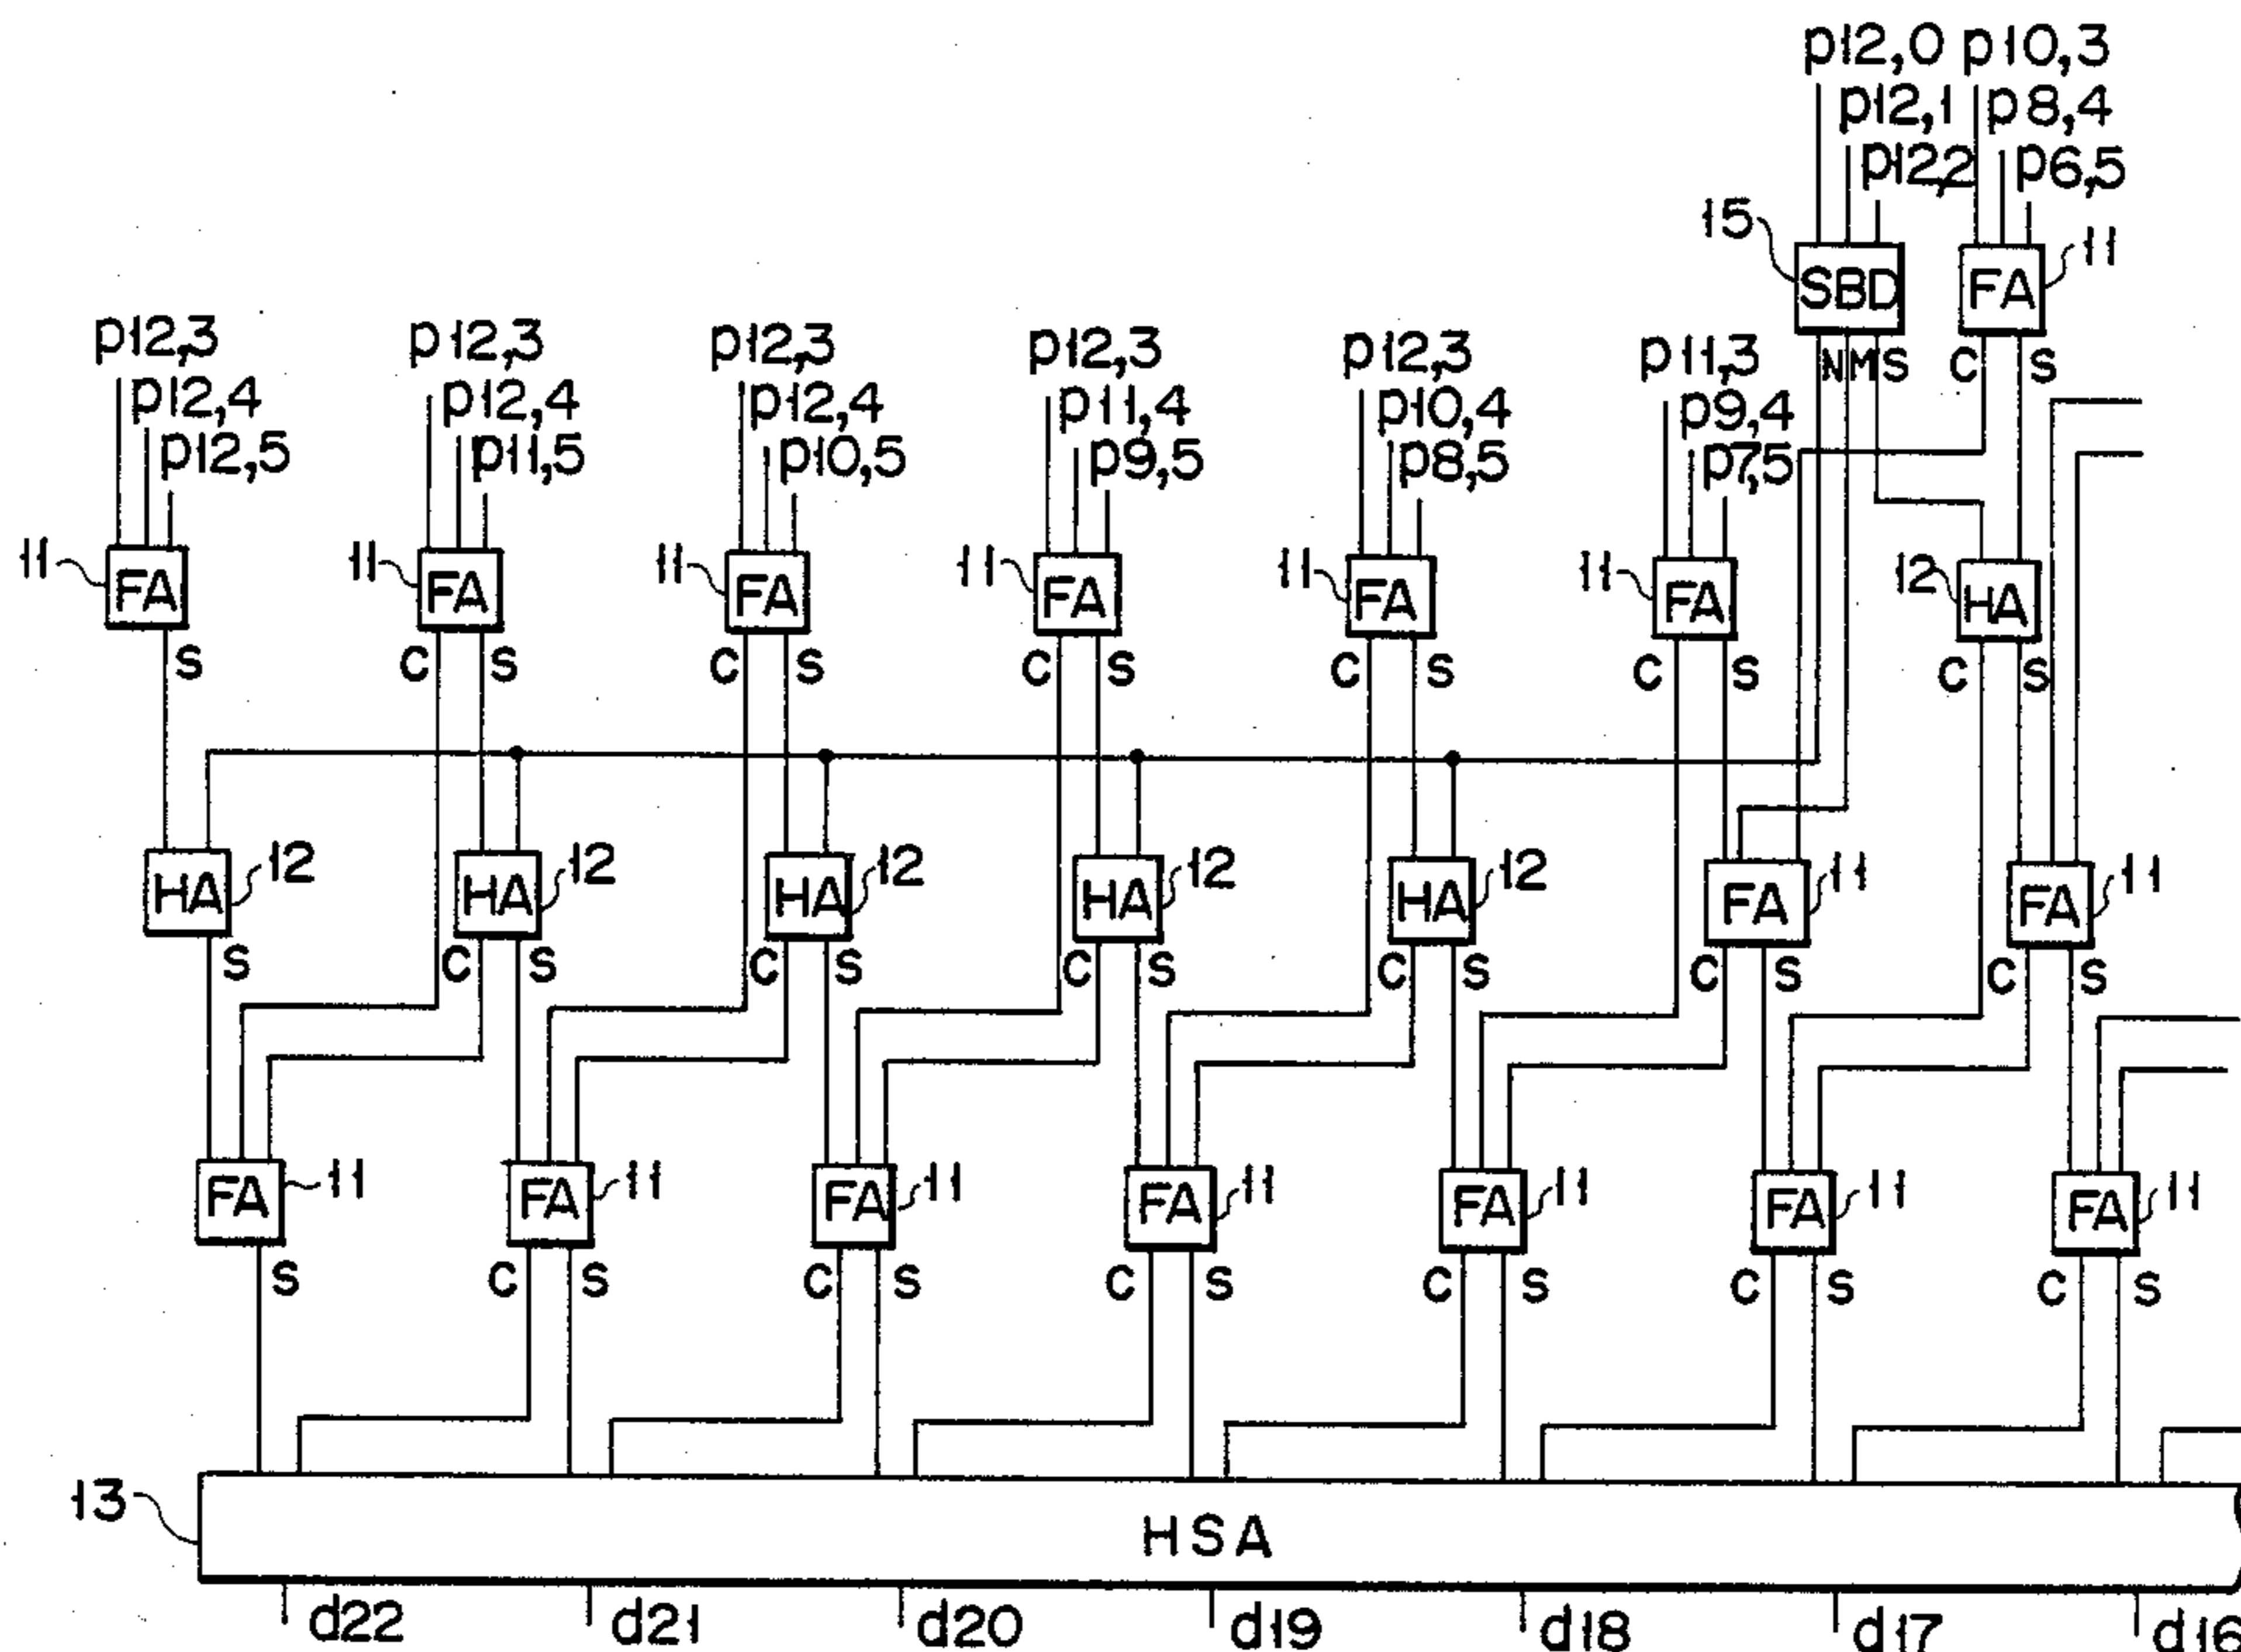 p12,0 p10,3
p12,1 p8,4
p12,2 p6,5
15 SBD FA 11
N M S C S
p12,3 p12,3 p12,3 p12,3 p12,3 p11,3
p12,4 p12,4 p12,4 p11,4 p10,4 p9,4
p12,5 p11,5 p10,5 p9,5 p8,5 p7,5
11 FA 11 FA 11 FA 11 FA 11 FA 11 FA 12 HA
S C S C S C S C S C S C S
HA 12 HA 12 HA 12 HA 12 HA 12 FA 11 FA 11
S C S C S C S C S C S C S
FA 11 FA 11 FA 11 FA 11 FA 11 FA 11 FA 11
S C S C S C S C S C S C S
13 HSA
d22 d21 d20 d19 d18 d17 d16